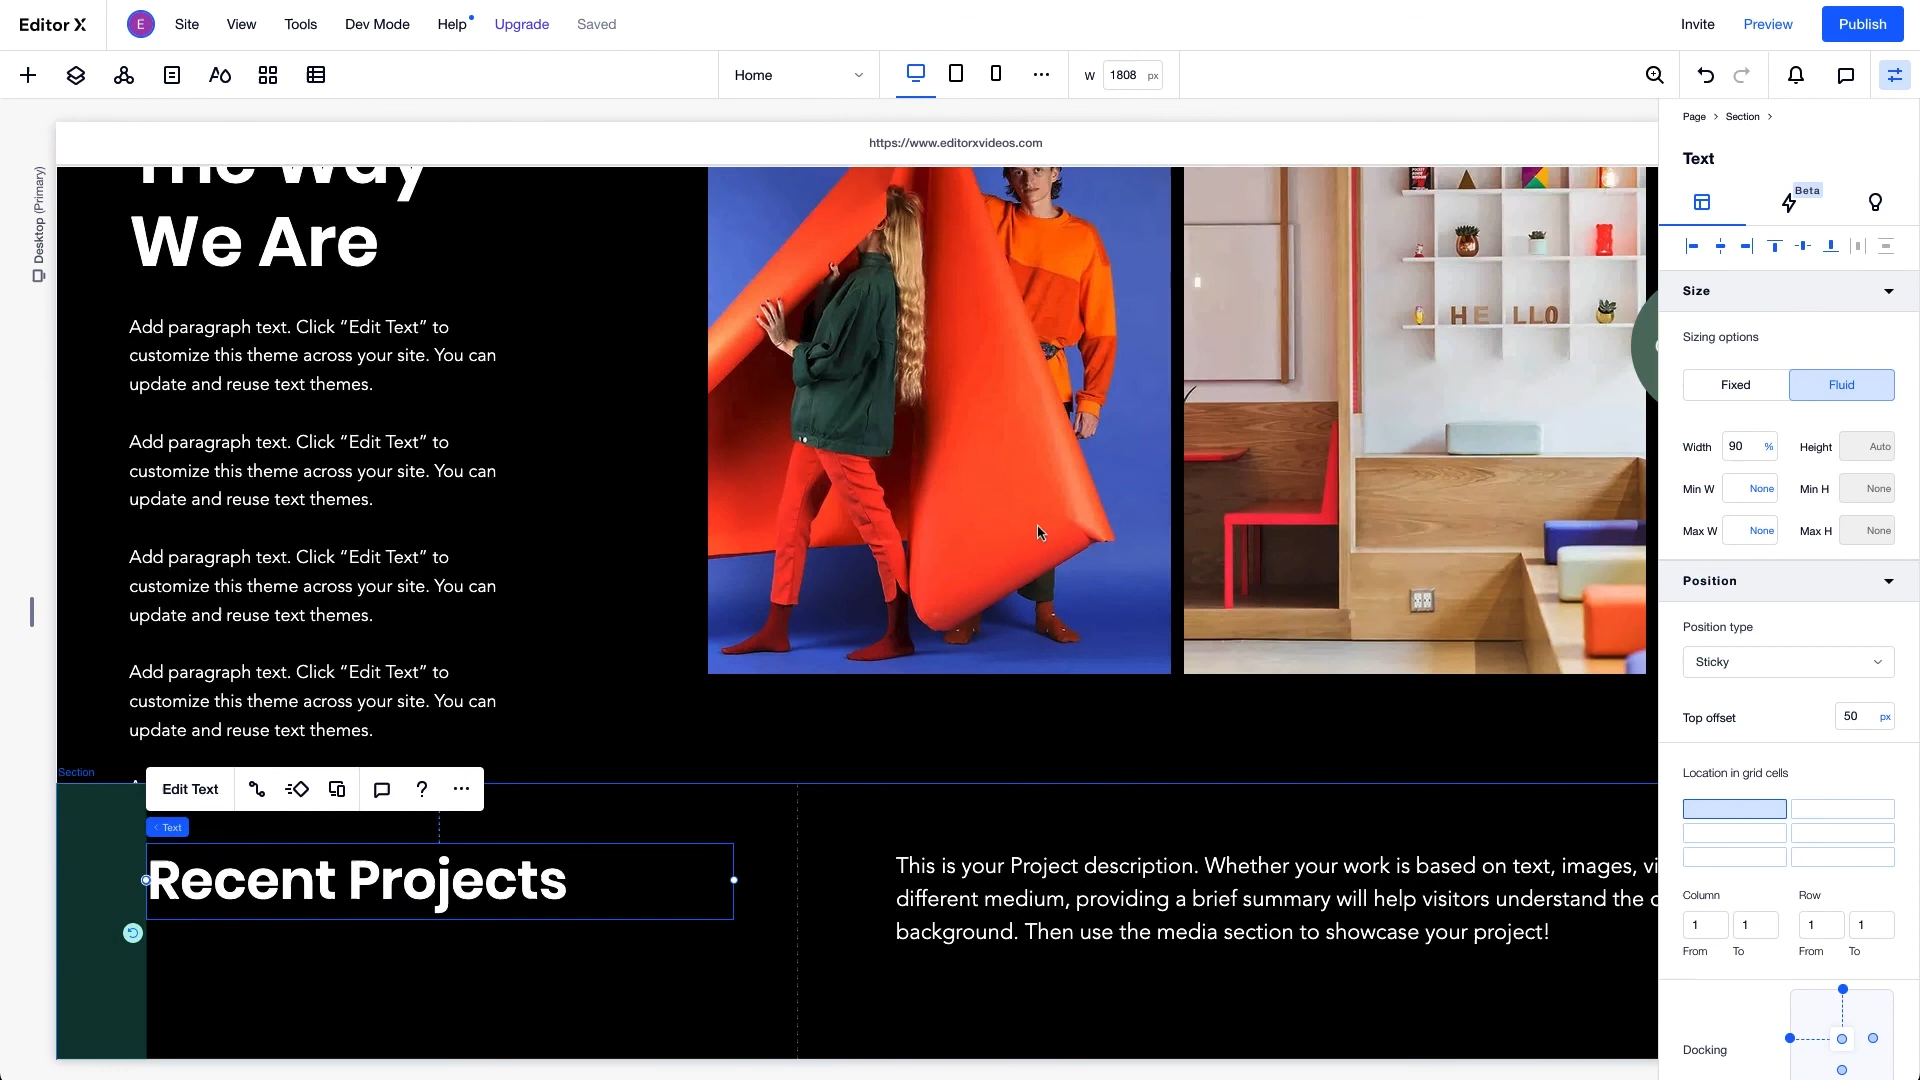 Editor X
E
Site
View
Tools
Dev Mode
Help
Upgrade
Saved
Invite
Preview
Publish
Home
W 1808 px
Page > Section >
https://www.editorxvideos.com
Desktop (Primary)
Text
Beta
The Way
We Are
Add paragraph text. Click “Edit Text” to
customize this theme across your site. You can
update and reuse text themes.
Add paragraph text. Click “Edit Text” to
customize this theme across your site. You can
update and reuse text themes.
Add paragraph text. Click “Edit Text” to
customize this theme across your site. You can
update and reuse text themes.
Add paragraph text. Click “Edit Text” to
customize this theme across your site. You can
update and reuse text themes.
HELLO
Section
Edit Text
?
< Text
Recent Projects
This is your Project description. Whether your work is based on text, images,
different medium, providing a brief summary will help visitors understand the
background. Then use the media section to showcase your project!
Size
Sizing options
Fixed
Fluid
Width 90 % Height Auto
Min W None Min H None
Max W None Max H None
Position
Position type
Sticky
Top offset 50 px
Location in grid cells
Column Row
1 1 1 1
From To From To
Docking